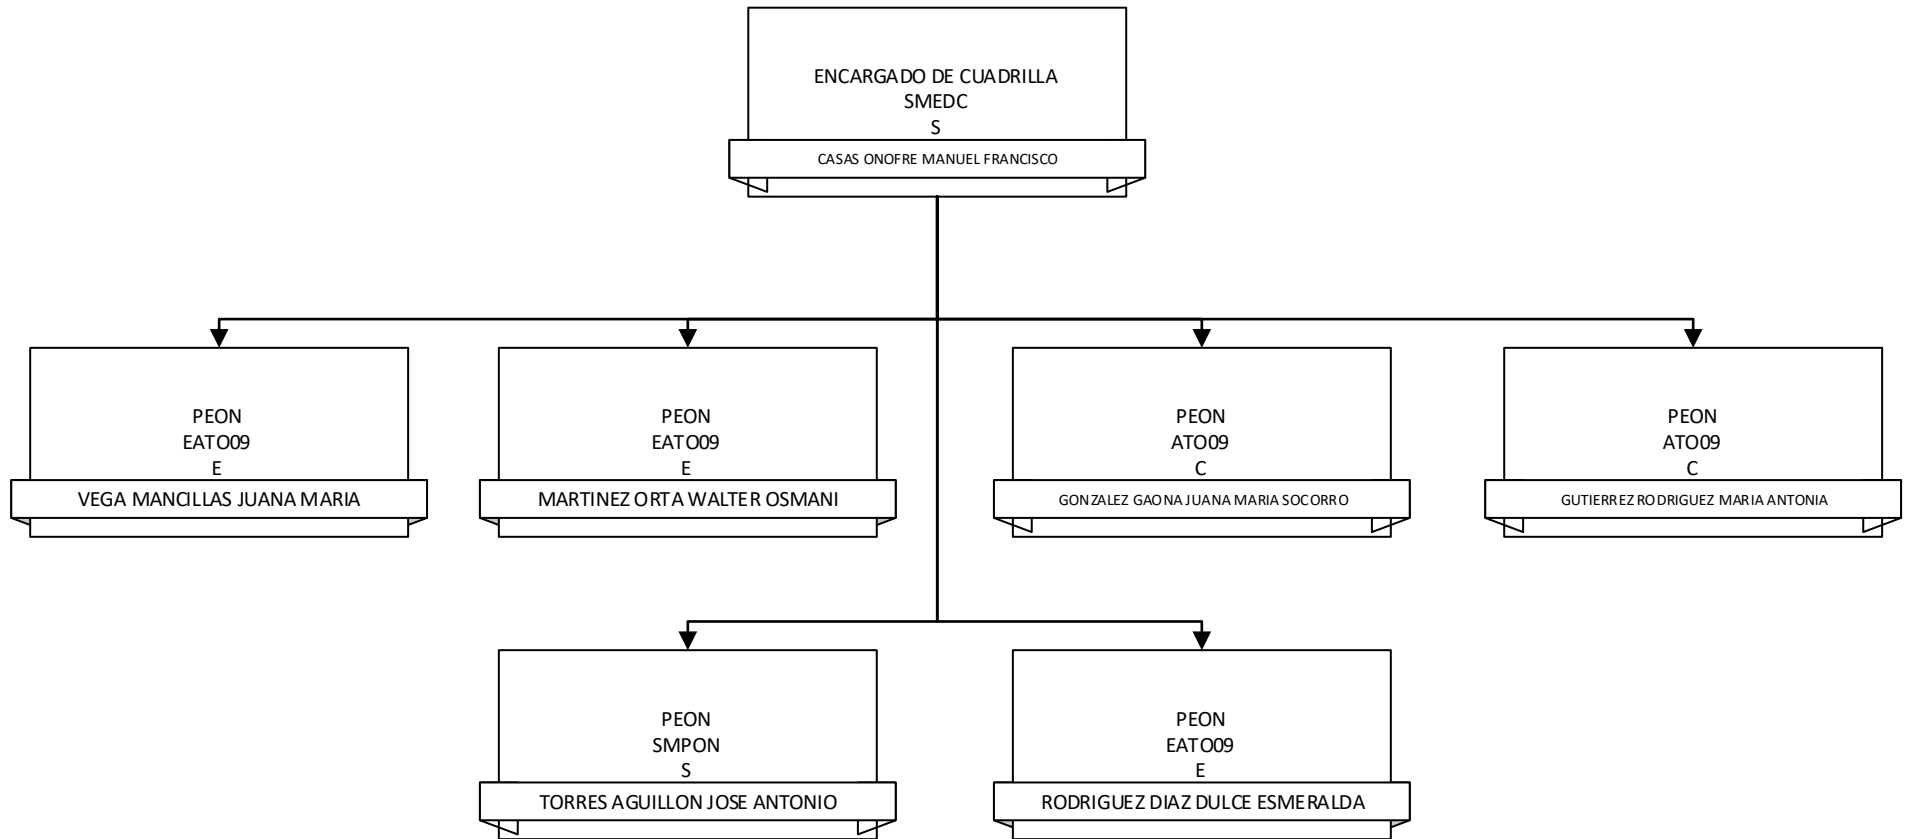 ENCARGADO DE CUADRILLA
SMEDC
S
CASAS ONOFRE MANUEL FRANCISCO
PEON
EATO09
E
VEGA MANCILLAS JUANA MARIA
PEON
EATO09
E
MARTINEZ ORTA WALTER OSMANI
PEON
ATO09
C
GONZALEZ GAONA JUANA MARIA SOCORRO
PEON
ATO09
C
GUTIERREZ RODRIGUEZ MARIA ANTONIA
PEON
SMPON
S
TORRES AGUILLON JOSE ANTONIO
PEON
EATO09
E
RODRIGUEZ DIAZ DULCE ESMERALDA